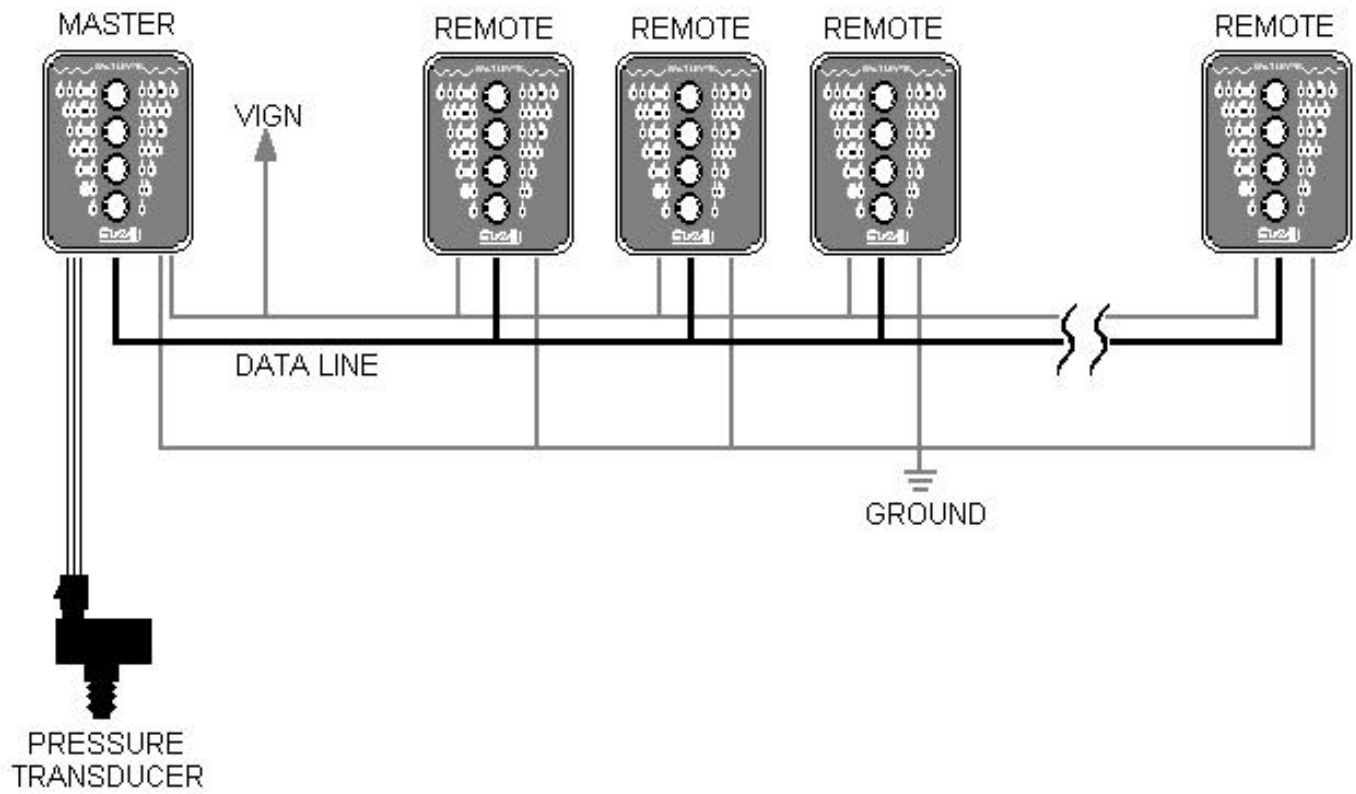 MASTER
REMOTE
REMOTE
REMOTE
REMOTE
VIGN
DATA LINE
GROUND
PRESSURE
TRANSDUCER